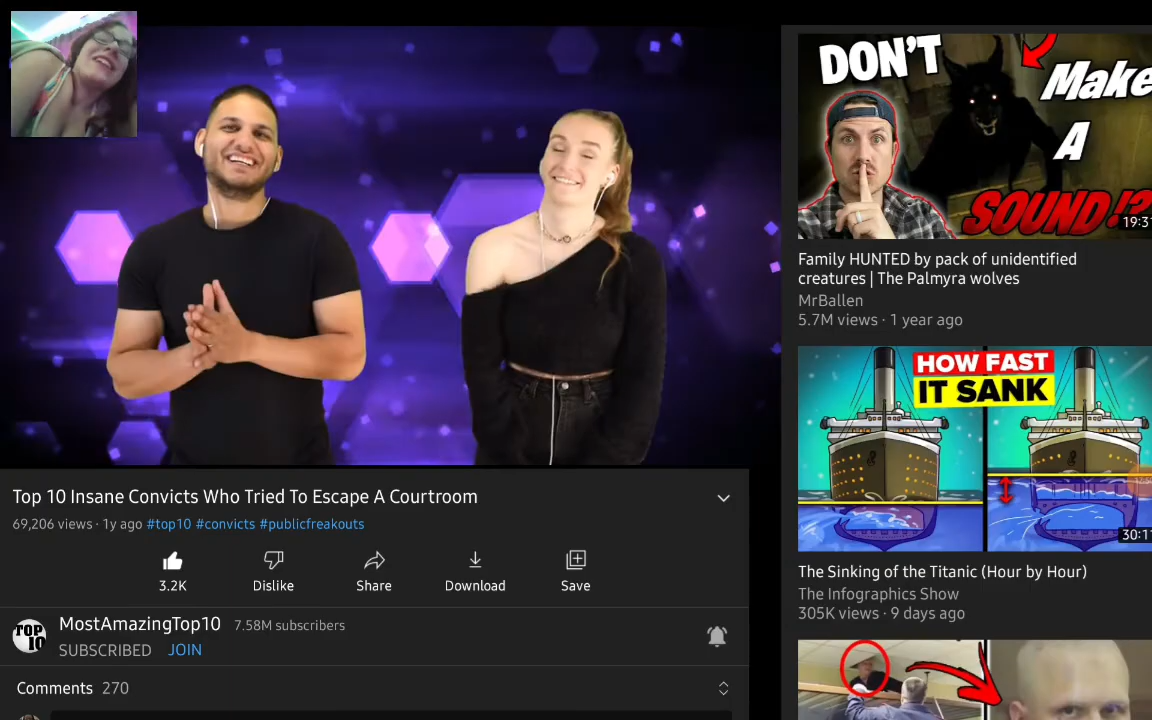 DON'T
Make
A
SOUND!?
19:31
Family HUNTED by pack of unidentified
creatures | The Palmyra wolves
MrBallen
5.7M views · 1 year ago
HOW FAST
IT SANK
30:11
The Sinking of the Titanic (Hour by Hour)
The Infographics Show
305K views · 9 days ago
Top 10 Insane Convicts Who Tried To Escape A Courtroom
69,206 views · 1y ago #top10 #convicts #publicfreakouts
3.2K
Dislike
Share
Download
Save
TOP
10
MostAmazingTop10 7.58M subscribers
SUBSCRIBED JOIN
Comments 270